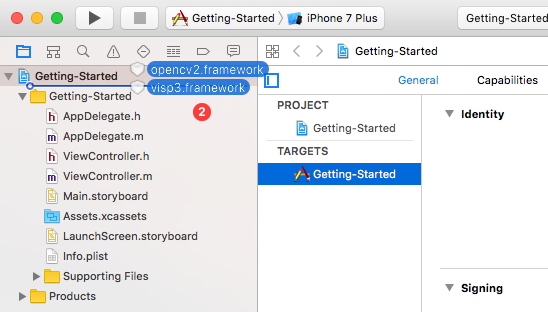 Getting-Started
iPhone 7 Plus
Getting-Started
Getting-Started
Getting-Started
opencv2.framework
visp3.framework
2
Getting-Started
AppDelegate.h
AppDelegate.m
ViewController.h
ViewController.m
Main.storyboard
Assets.xcassets
LaunchScreen.storyboard
Info.plist
Supporting Files
Products
General
Capabilities
PROJECT
Getting-Started
TARGETS
Getting-Started
Identity
Signing